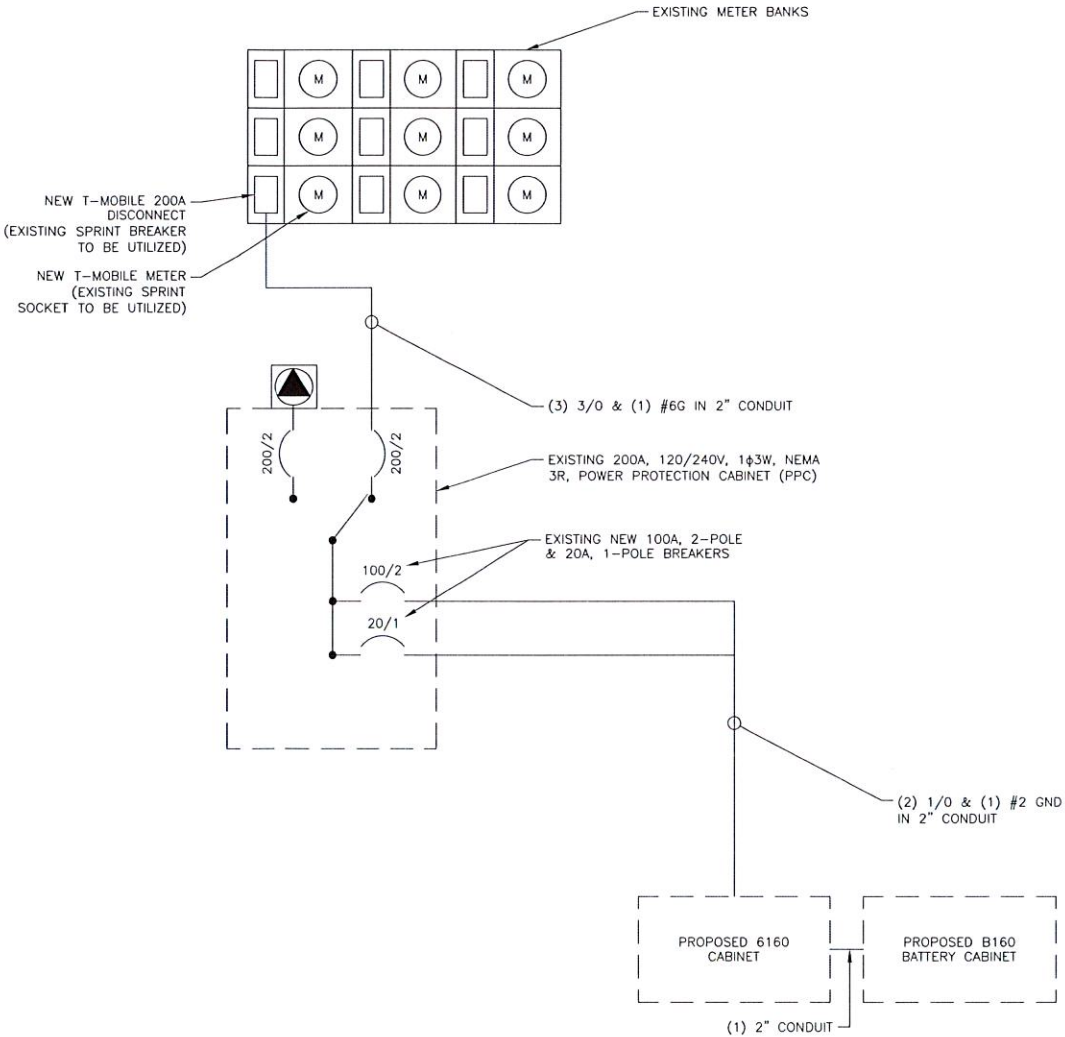 EXISTING METER BANKS
M M M
M M M
M M M
NEW T-MOBILE 200A
DISCONNECT
(EXISTING SPRINT BREAKER
TO BE UTILIZED)
NEW T-MOBILE METER
(EXISTING SPRINT
SOCKET TO BE UTILIZED)
(3) 3/0 & (1) #6G IN 2" CONDUIT
200/2
200/2
EXISTING 200A, 120/240V, 1ϕ3W, NEMA
3R, POWER PROTECTION CABINET (PPC)
EXISTING NEW 100A, 2-POLE
& 20A, 1-POLE BREAKERS
100/2
20/1
(2) 1/0 & (1) #2 GND
IN 2" CONDUIT
PROPOSED 6160
CABINET
PROPOSED B160
BATTERY CABINET
(1) 2" CONDUIT